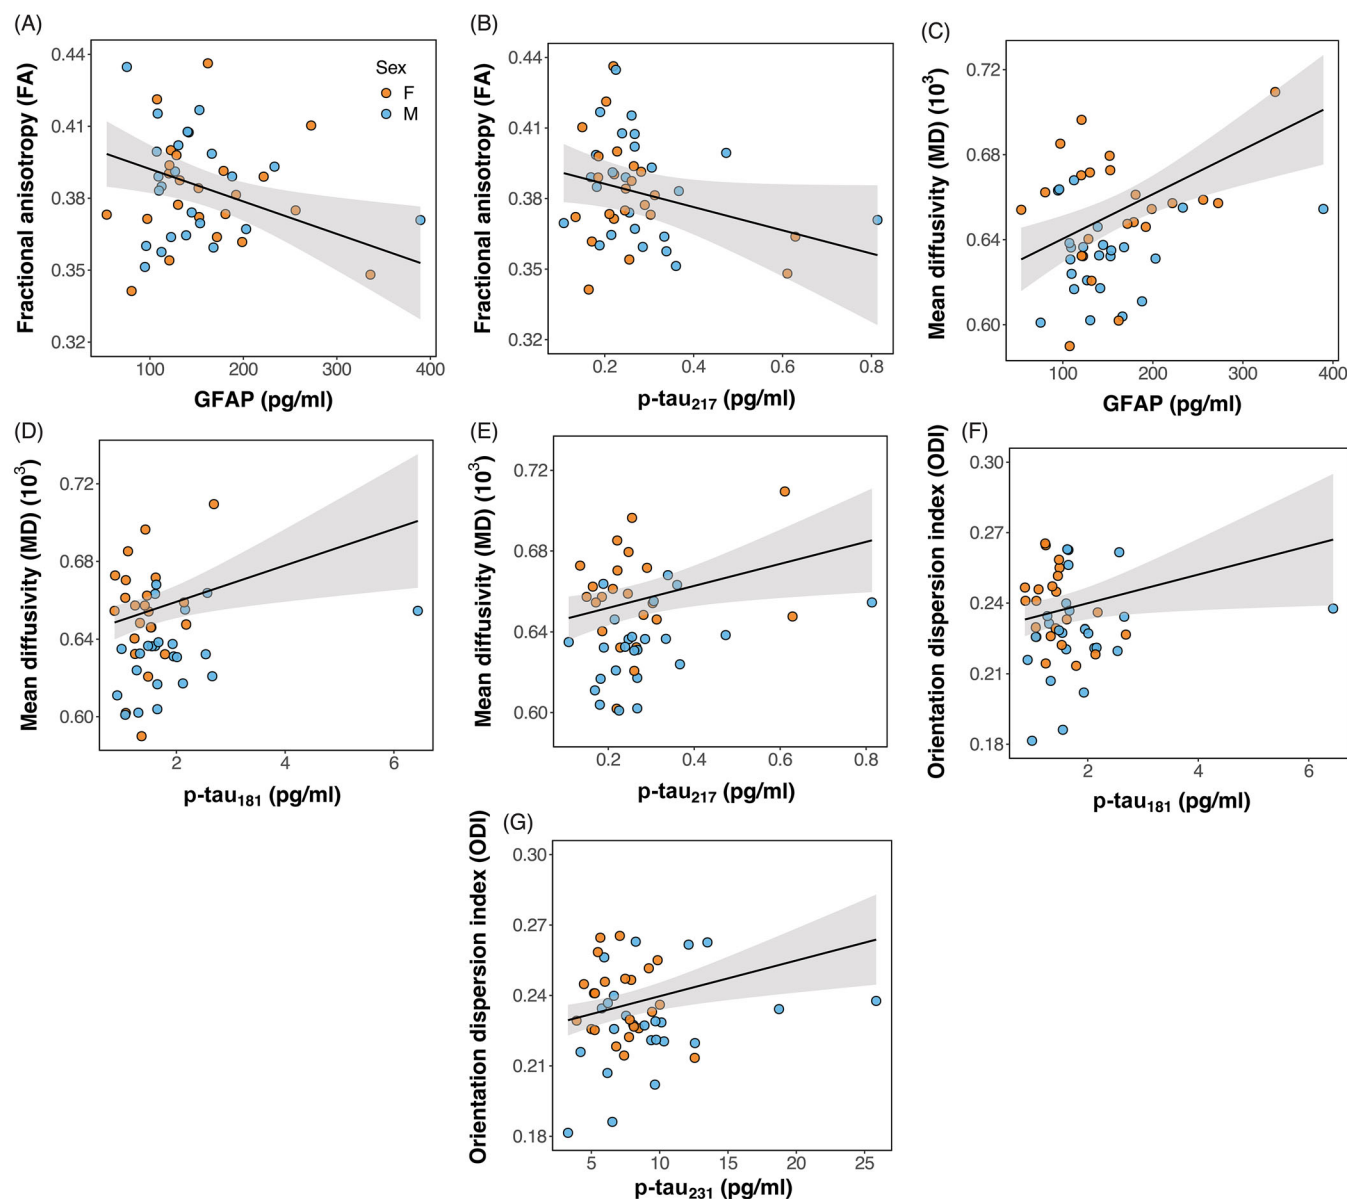 (A)
Fractional anisotropy (FA)
0.44
0.41
0.38
0.35
0.32
Sex
F
M
100 200 300 400
GFAP (pg/ml)
(B)
Fractional anisotropy (FA)
0.44
0.41
0.38
0.35
0.32
0.2 0.4 0.6 0.8
p-tau217 (pg/ml)
(C)
Mean diffusivity (MD) (10³)
0.72
0.68
0.64
0.60
100 200 300 400
GFAP (pg/ml)
(D)
Mean diffusivity (MD) (10³)
0.72
0.68
0.64
0.60
2 4 6
p-tau181 (pg/ml)
(E)
Mean diffusivity (MD) (10³)
0.72
0.68
0.64
0.60
0.2 0.4 0.6 0.8
p-tau217 (pg/ml)
(F)
Orientation dispersion index (ODI)
0.30
0.27
0.24
0.21
0.18
2 4 6
p-tau181 (pg/ml)
(G)
Orientation dispersion index (ODI)
0.30
0.27
0.24
0.21
0.18
5 10 15 20 25
p-tau231 (pg/ml)